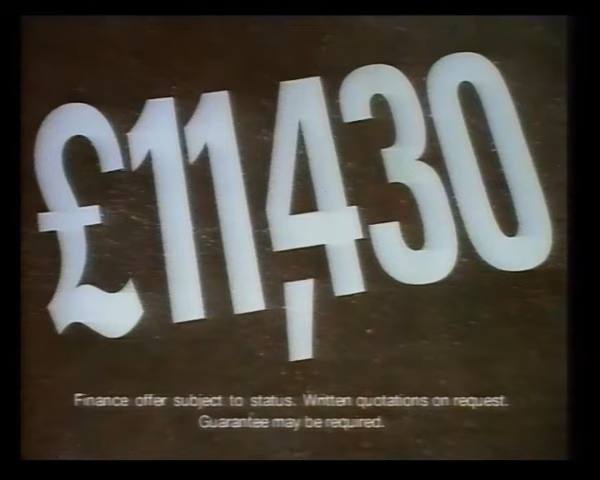 £11,430
Finance offer subject to status. Written quotations on request.
Guarantee may be required.